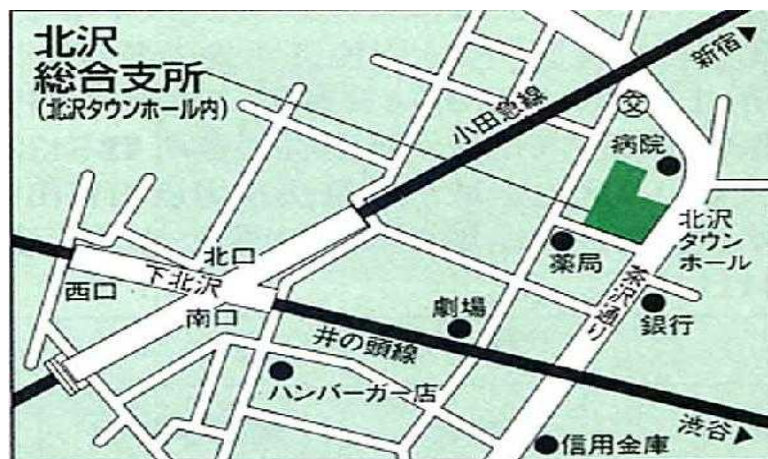 北沢
総合支所
(北沢タウンホール内)
新宿
小田急線
交
病院
北沢
タウン
ホール
薬局
茶沢通り
銀行
北口
下北沢
西口
南口
劇場
井の頭線
ハンバーガー店
渋谷
信用金庫